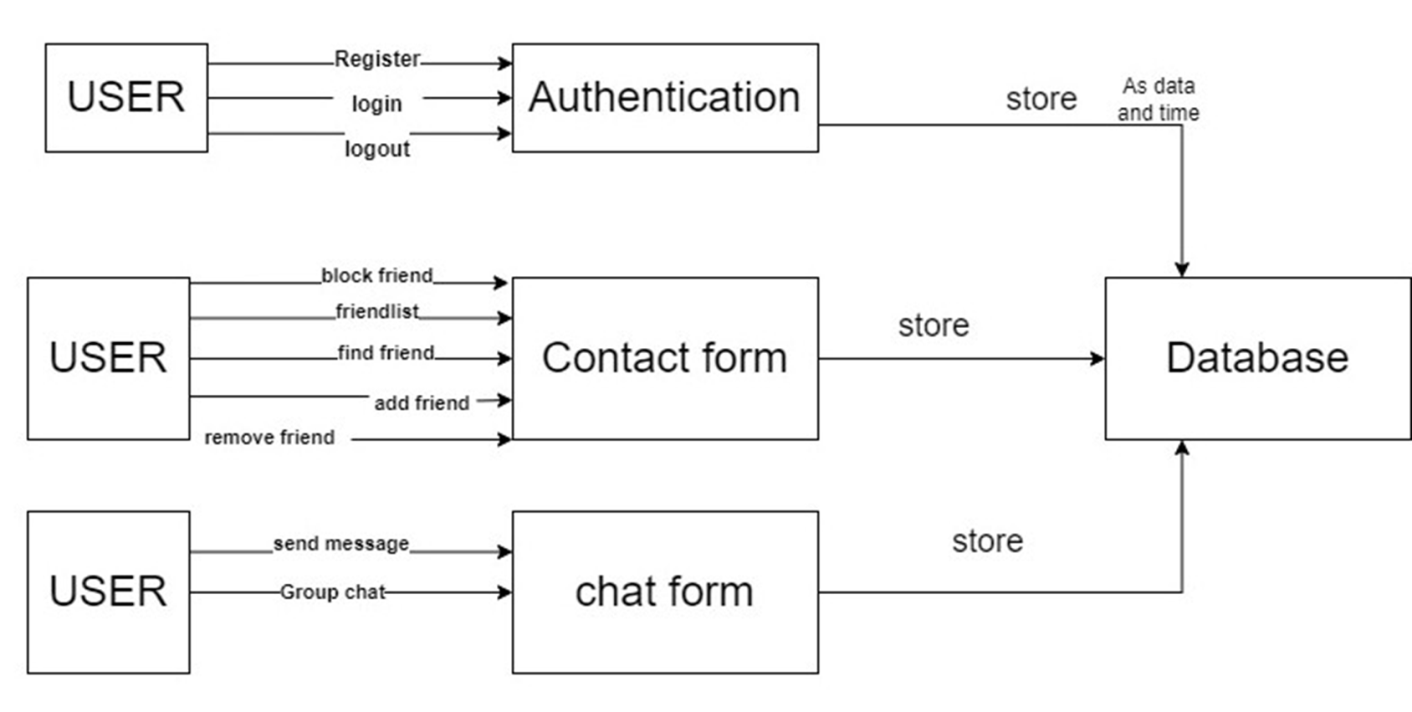 USER
Register
login
logout
Authentication
store
As data
and time
USER
block friend
friendlist
find friend
add friend
remove friend
Contact form
store
Database
USER
send message
Group chat
chat form
store